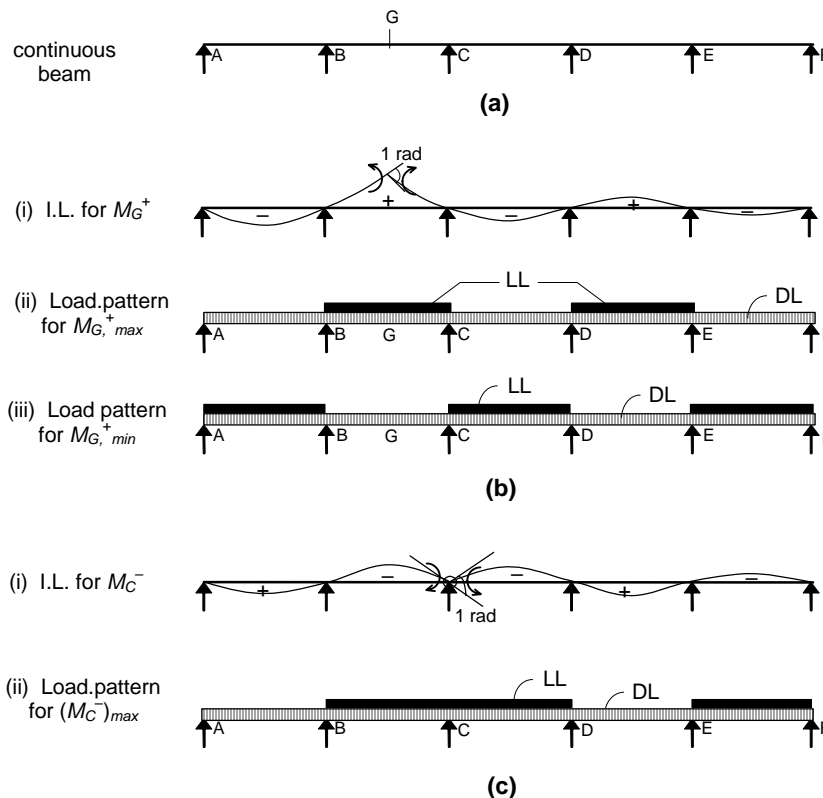 G
continuous
beam
A B C D E F
(a)
1 rad
(i) I.L. for M_G^+
− + − + −
(ii) Load.pattern
for M_G,^+ max
LL
DL
A B G C D E
(iii) Load pattern
for M_G,^+ min
LL
DL
A B G C D E
(b)
(i) I.L. for M_C^−
+ − − + −
1 rad
(ii) Load.pattern
for (M_C^−)max
LL
DL
A B C D E
(c)